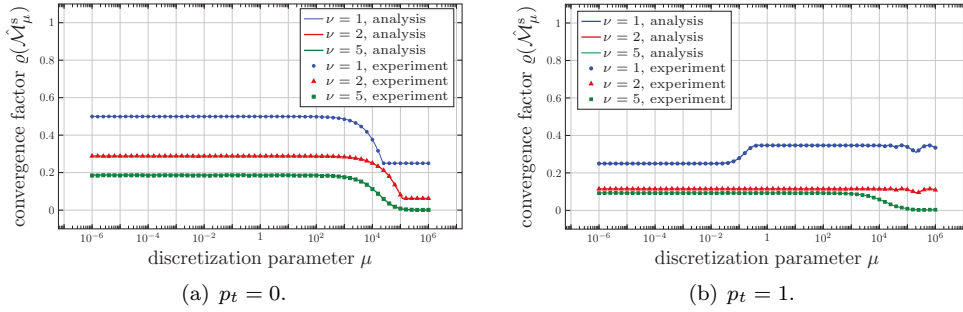 convergence factor ϱ(ℳ̂ˢ_μ)
1
0.8
0.6
0.4
0.2
0
ν = 1, analysis
ν = 2, analysis
ν = 5, analysis
ν = 1, experiment
ν = 2, experiment
ν = 5, experiment
10⁻⁶ 10⁻⁴ 10⁻² 1 10² 10⁴ 10⁶
discretization parameter μ
(a) pₜ = 0.
convergence factor ϱ(ℳ̂ˢ_μ)
1
0.8
0.6
0.4
0.2
0
ν = 1, analysis
ν = 2, analysis
ν = 5, analysis
ν = 1, experiment
ν = 2, experiment
ν = 5, experiment
10⁻⁶ 10⁻⁴ 10⁻² 1 10² 10⁴ 10⁶
discretization parameter μ
(b) pₜ = 1.